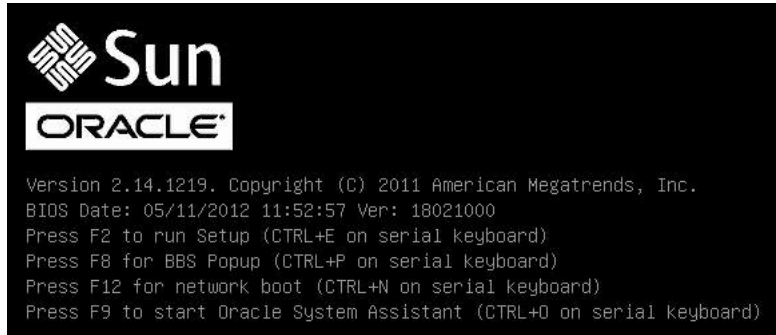 Sun
ORACLE
Version 2.14.1219. Copyright (C) 2011 American Megatrends, Inc.
BIOS Date: 05/11/2012 11:52:57 Ver: 18021000
Press F2 to run Setup (CTRL+E on serial keyboard)
Press F8 for BBS Popup (CTRL+P on serial keyboard)
Press F12 for network boot (CTRL+N on serial keyboard)
Press F9 to start Oracle System Assistant (CTRL+O on serial keyboard)